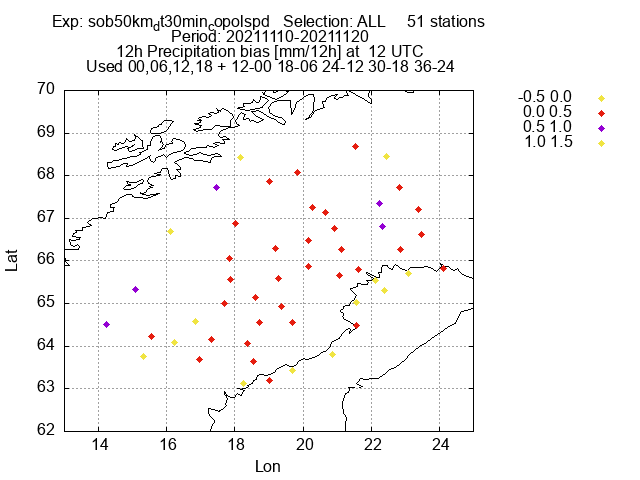 Exp: sob50km_dt30min_copolspd   Selection: ALL     51 stations
Period: 20211110-20211120
12h Precipitation bias [mm/12h] at  12 UTC
Used 00,06,12,18 + 12-00  18-06 24-12 30-18 36-24
-0.5 0.0
0.0 0.5
0.5 1.0
1.0 1.5
70
69
68
67
66
65
64
63
62
Lat
14 16 18 20 22 24
Lon